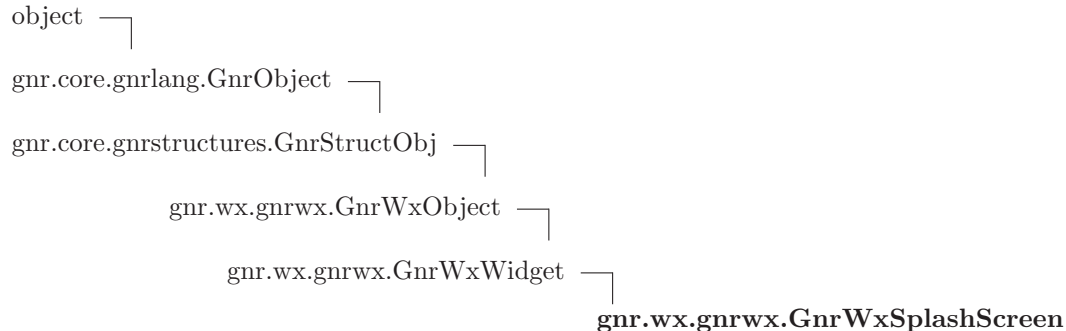 object
gnr.core.gnrlang.GnrObject
gnr.core.gnrstructures.GnrStructObj
gnr.wx.gnrwx.GnrWxObject
gnr.wx.gnrwx.GnrWxWidget
gnr.wx.gnrwx.GnrWxSplashScreen